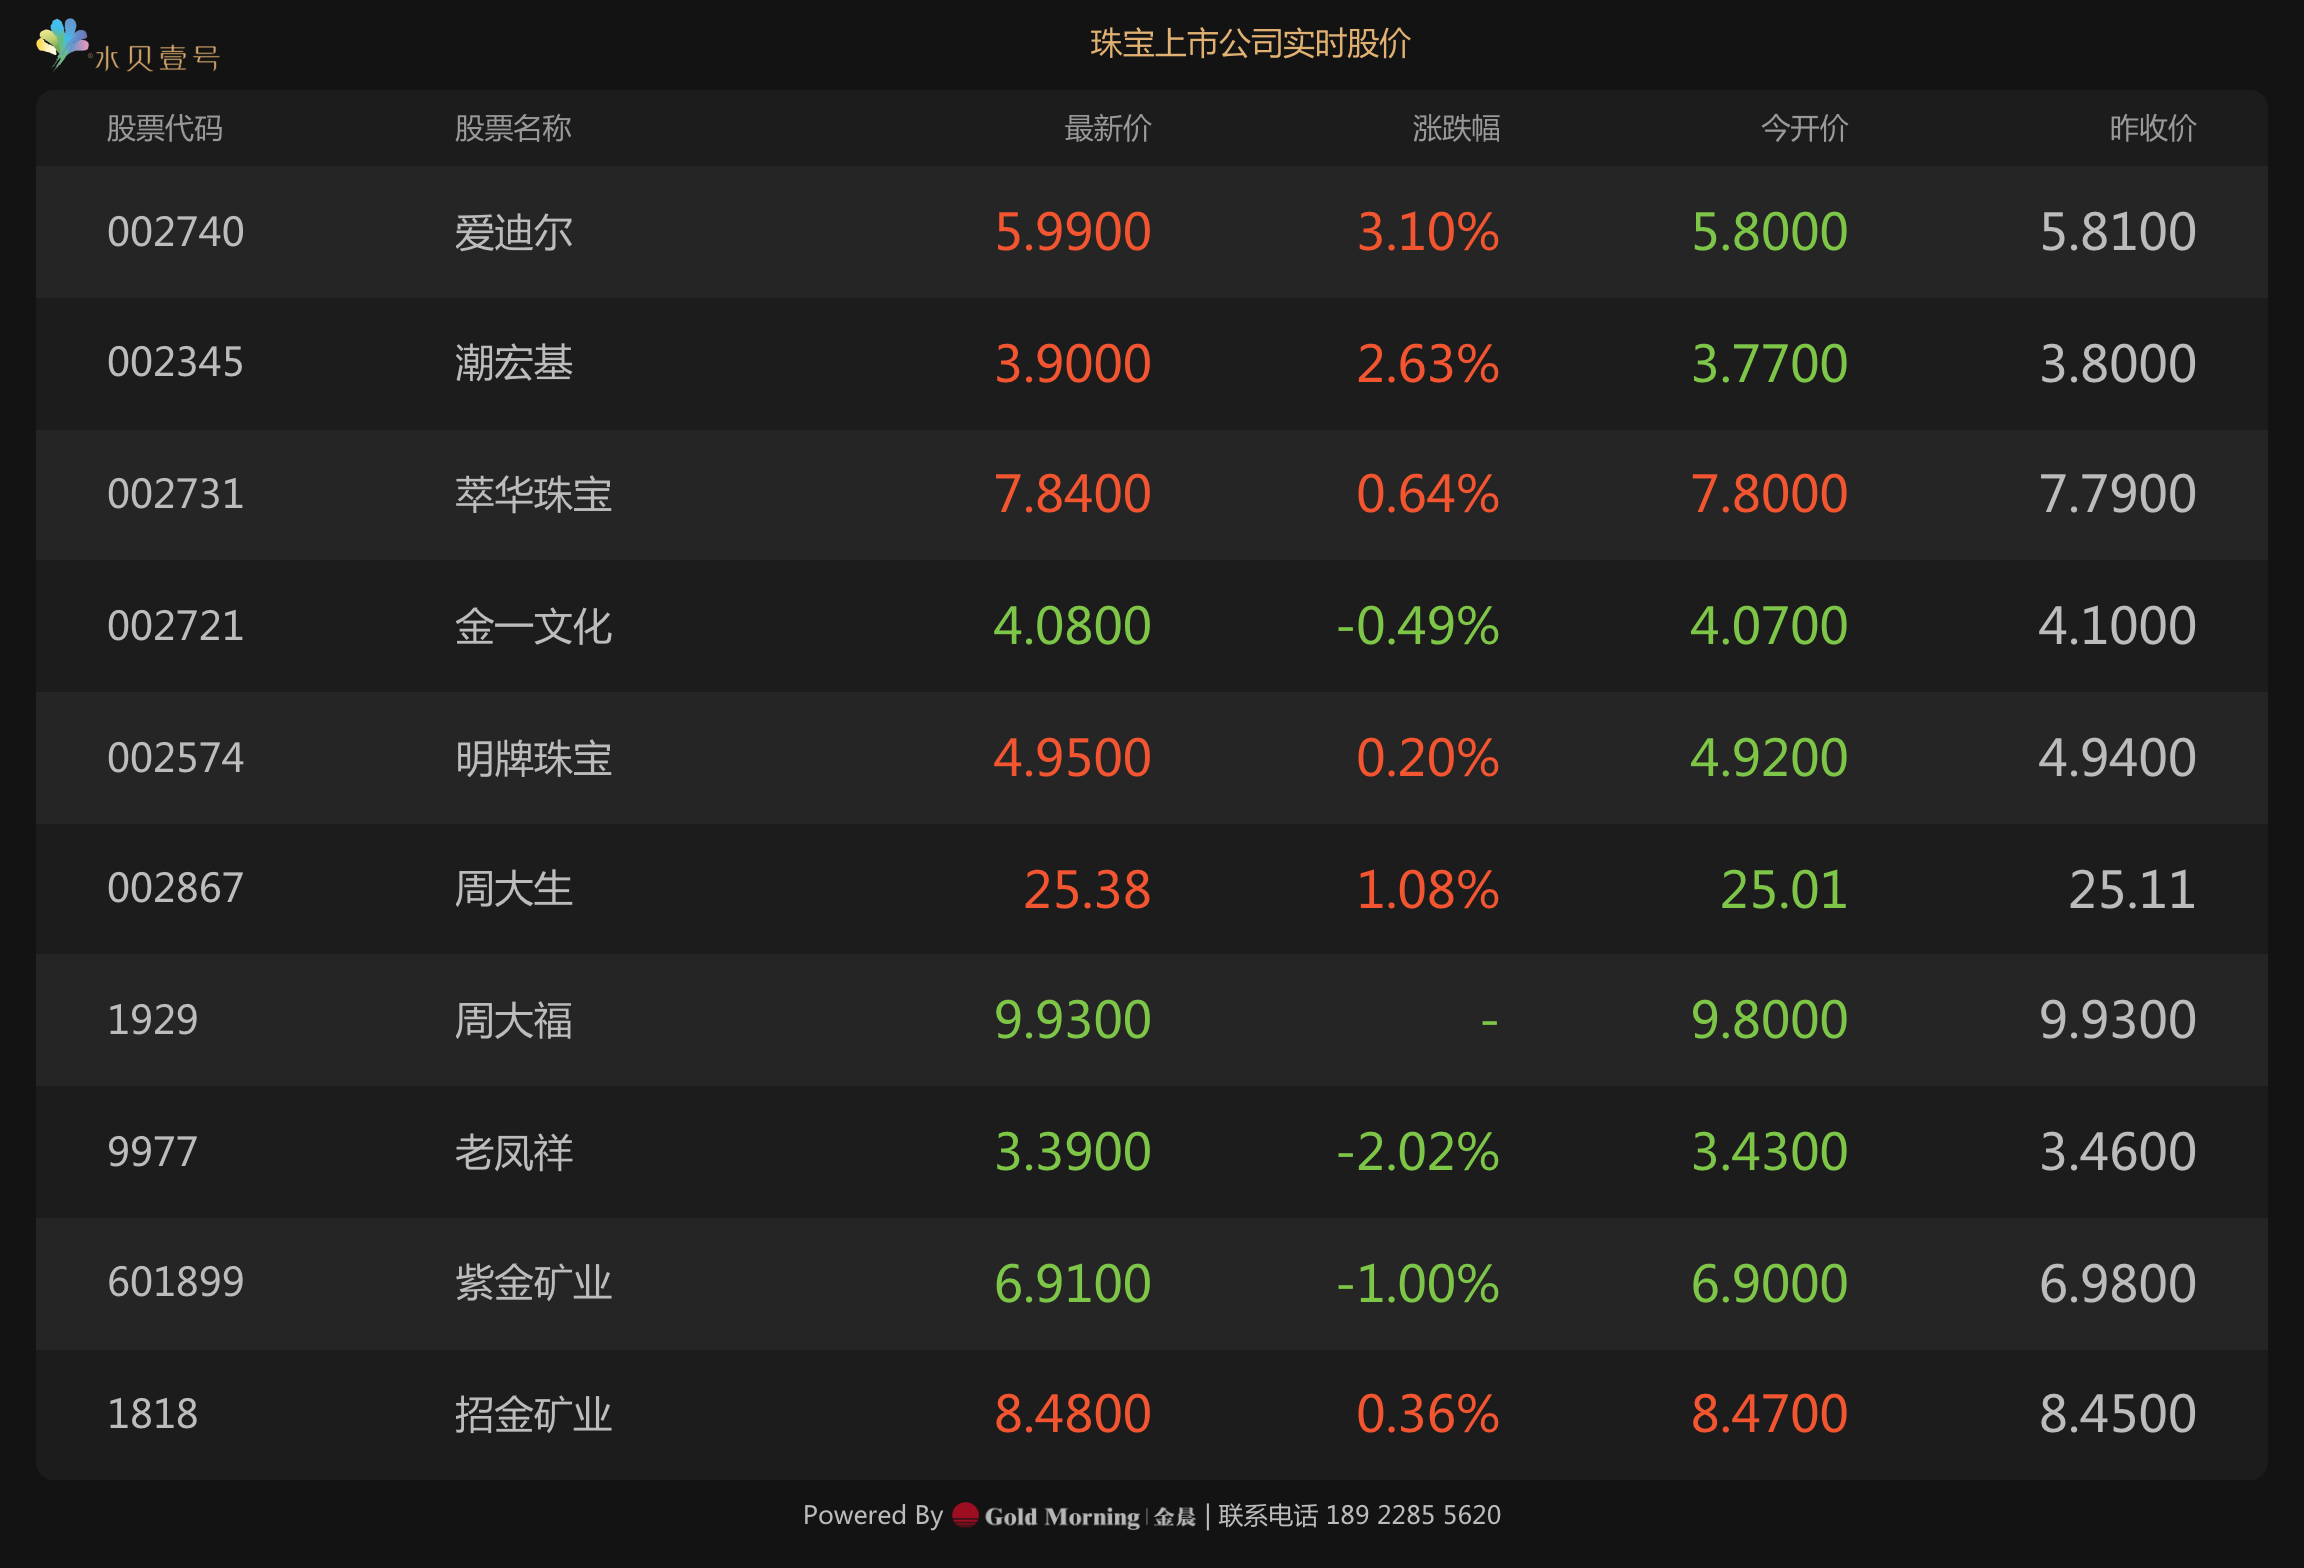 水贝壹号
珠宝上市公司实时股价
股票代码 股票名称 最新价 涨跌幅 今开价 昨收价
002740 爱迪尔 5.9900 3.10% 5.8000 5.8100
002345 潮宏基 3.9000 2.63% 3.7700 3.8000
002731 萃华珠宝 7.8400 0.64% 7.8000 7.7900
002721 金一文化 4.0800 -0.49% 4.0700 4.1000
002574 明牌珠宝 4.9500 0.20% 4.9200 4.9400
002867 周大生 25.38 1.08% 25.01 25.11
1929 周大福 9.9300 - 9.8000 9.9300
9977 老凤祥 3.3900 -2.02% 3.4300 3.4600
601899 紫金矿业 6.9100 -1.00% 6.9000 6.9800
1818 招金矿业 8.4800 0.36% 8.4700 8.4500
Powered By Gold Morning | 金晨 | 联系电话 189 2285 5620